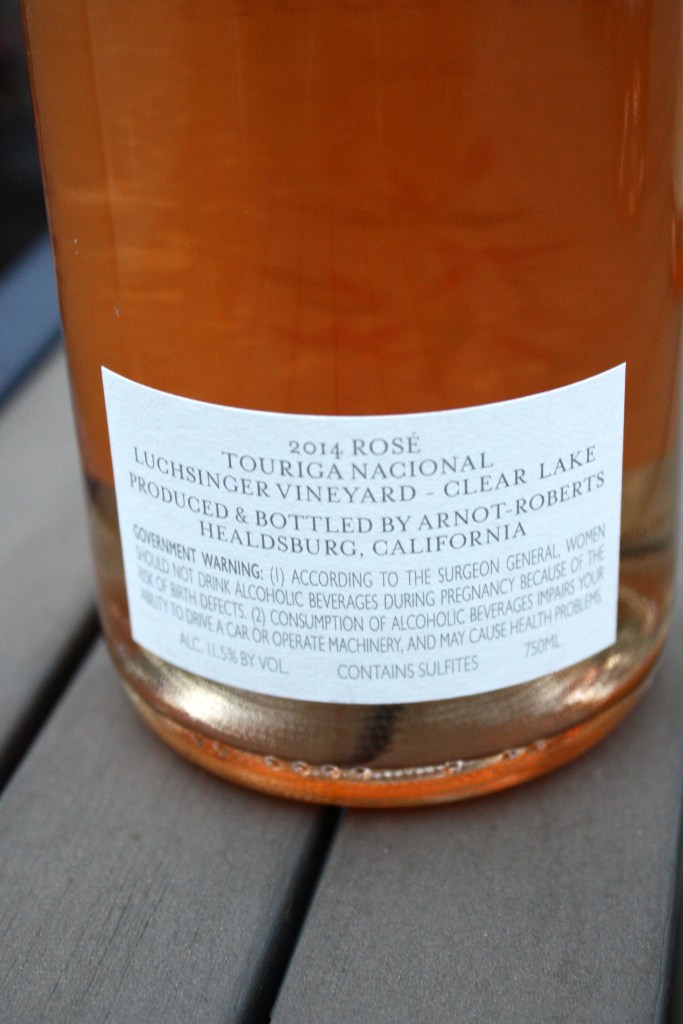 2014 ROSÉ
TOURIGA NACIONAL
LUCHSINGER VINEYARD - CLEAR LAKE
PRODUCED & BOTTLED BY ARNOT-ROBERTS
HEALDSBURG, CALIFORNIA
GOVERNMENT WARNING: (1) ACCORDING TO THE SURGEON GENERAL, WOMEN
SHOULD NOT DRINK ALCOHOLIC BEVERAGES DURING PREGNANCY BECAUSE OF THE
RISK OF BIRTH DEFECTS. (2) CONSUMPTION OF ALCOHOLIC BEVERAGES IMPAIRS YOUR
ABILITY TO DRIVE A CAR OR OPERATE MACHINERY, AND MAY CAUSE HEALTH PROBLEMS.
ALC. 11.5% BY VOL. CONTAINS SULFITES 750ML